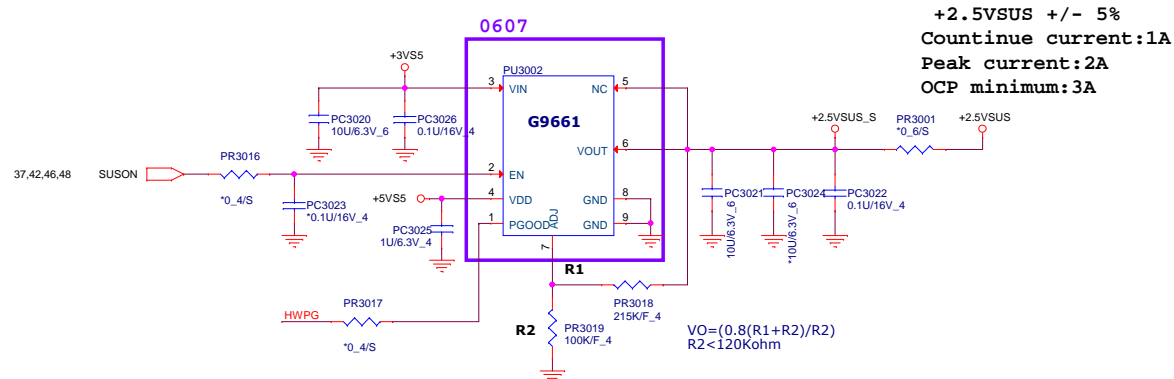 0607
+2.5VSUS +/- 5%
Countinue current:1A
Peak current:2A
OCP minimum:3A
+3VS5
PU3002
3
VIN
NC
5
PC3020
10U/6.3V_6
PC3026
0.1U/16V_4
G9661
+2.5VSUS_S
PR3001
*0_6/S
+2.5VSUS
PR3016
VOUT
6
37,42,46,48
SUSON
2
EN
*0_4/S
PC3023
*0.1U/16V_4
+5VS5
4
VDD
GND
8
PC3021
10U/6.3V_6
PC3024
*10U/6.3V_6
PC3022
0.1U/16V_4
1
PGOOD
ADJ
GND
9
PC3025
1U/6.3V_4
7
R1
PR3017
HWPG
*0_4/S
PR3018
215K/F_4
R2
PR3019
100K/F_4
VO=(0.8(R1+R2)/R2)
R2<120Kohm